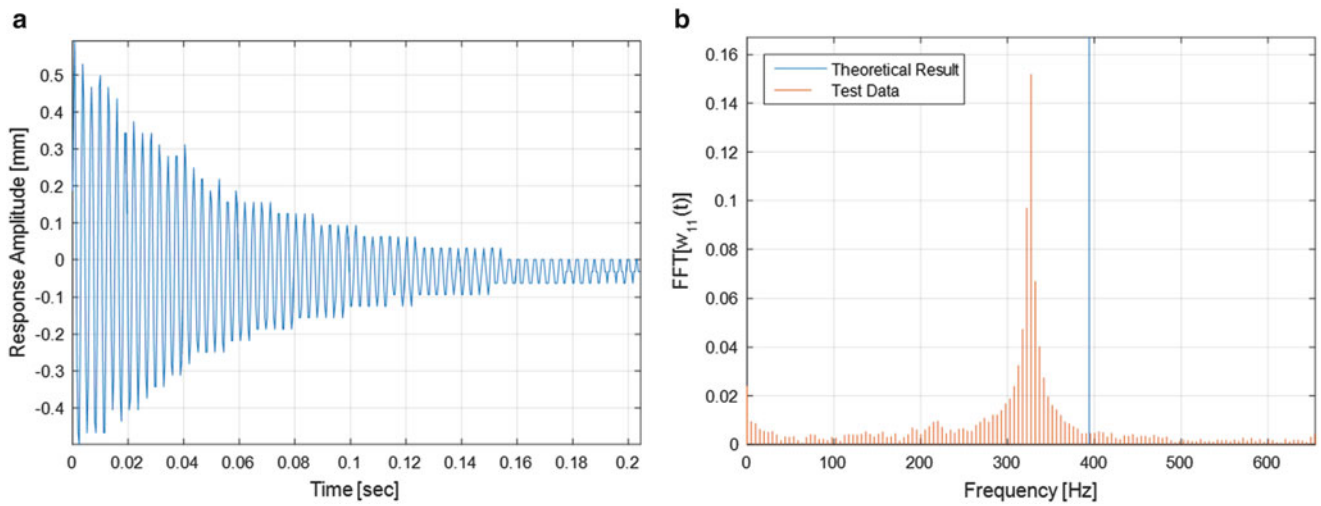 a
Response Amplitude [mm]
0.5
0.4
0.3
0.2
0.1
0
-0.1
-0.2
-0.3
-0.4
0 0.02 0.04 0.06 0.08 0.1 0.12 0.14 0.16 0.18 0.2
Time [sec]
b
FFT[w11(t)]
0.16
0.14
0.12
0.1
0.08
0.06
0.04
0.02
0
Theoretical Result
Test Data
0 100 200 300 400 500 600
Frequency [Hz]